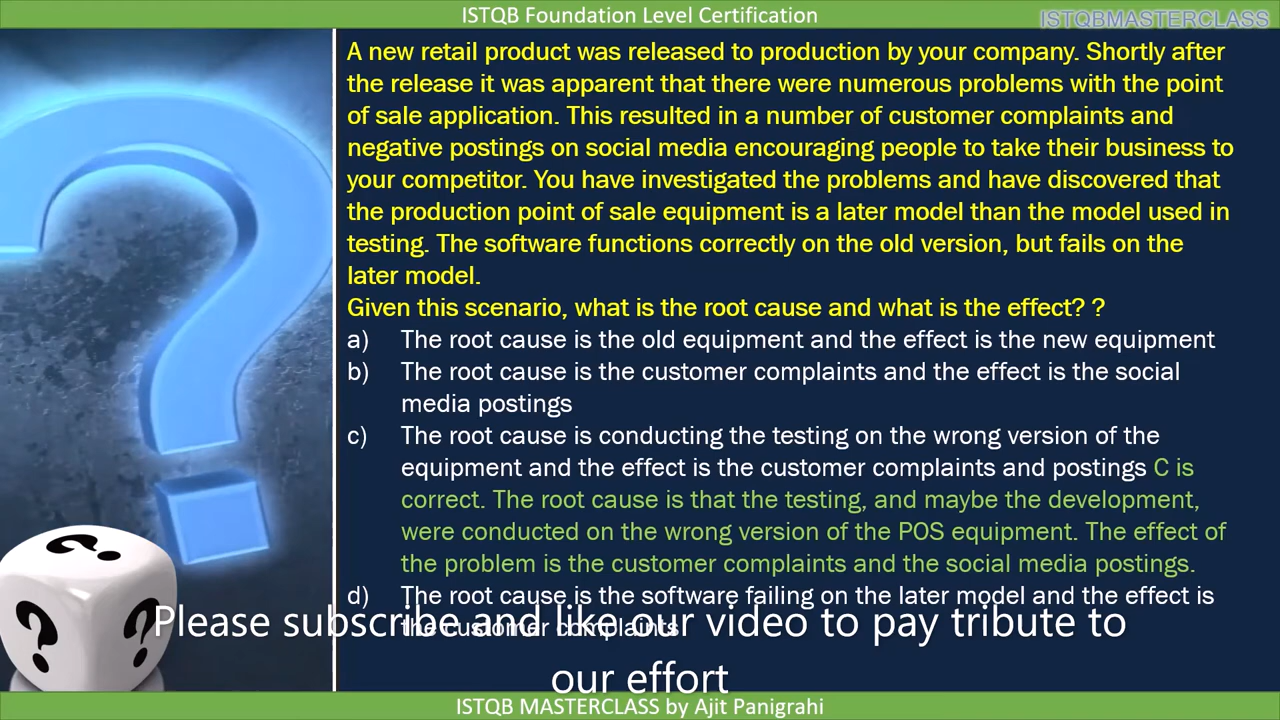 ISTQB Foundation Level Certification
ISTQBMASTERCLASS
A new retail product was released to production by your company. Shortly after
the release it was apparent that there were numerous problems with the point
of sale application. This resulted in a number of customer complaints and
negative postings on social media encouraging people to take their business to
your competitor. You have investigated the problems and have discovered that
the production point of sale equipment is a later model than the model used in
testing. The software functions correctly on the old version, but fails on the
later model.
Given this scenario, what is the root cause and what is the effect? ?
a) The root cause is the old equipment and the effect is the new equipment
b) The root cause is the customer complaints and the effect is the social
media postings
c) The root cause is conducting the testing on the wrong version of the
equipment and the effect is the customer complaints and postings C is
correct. The root cause is that the testing, and maybe the development,
were conducted on the wrong version of the POS equipment. The effect of
the problem is the customer complaints and the social media postings.
d) The root cause is the software failing on the later model and the effect is
the customer complaints
Please subscribe and like our video to pay tribute to
our effort
ISTQB MASTERCLASS by Ajit Panigrahi